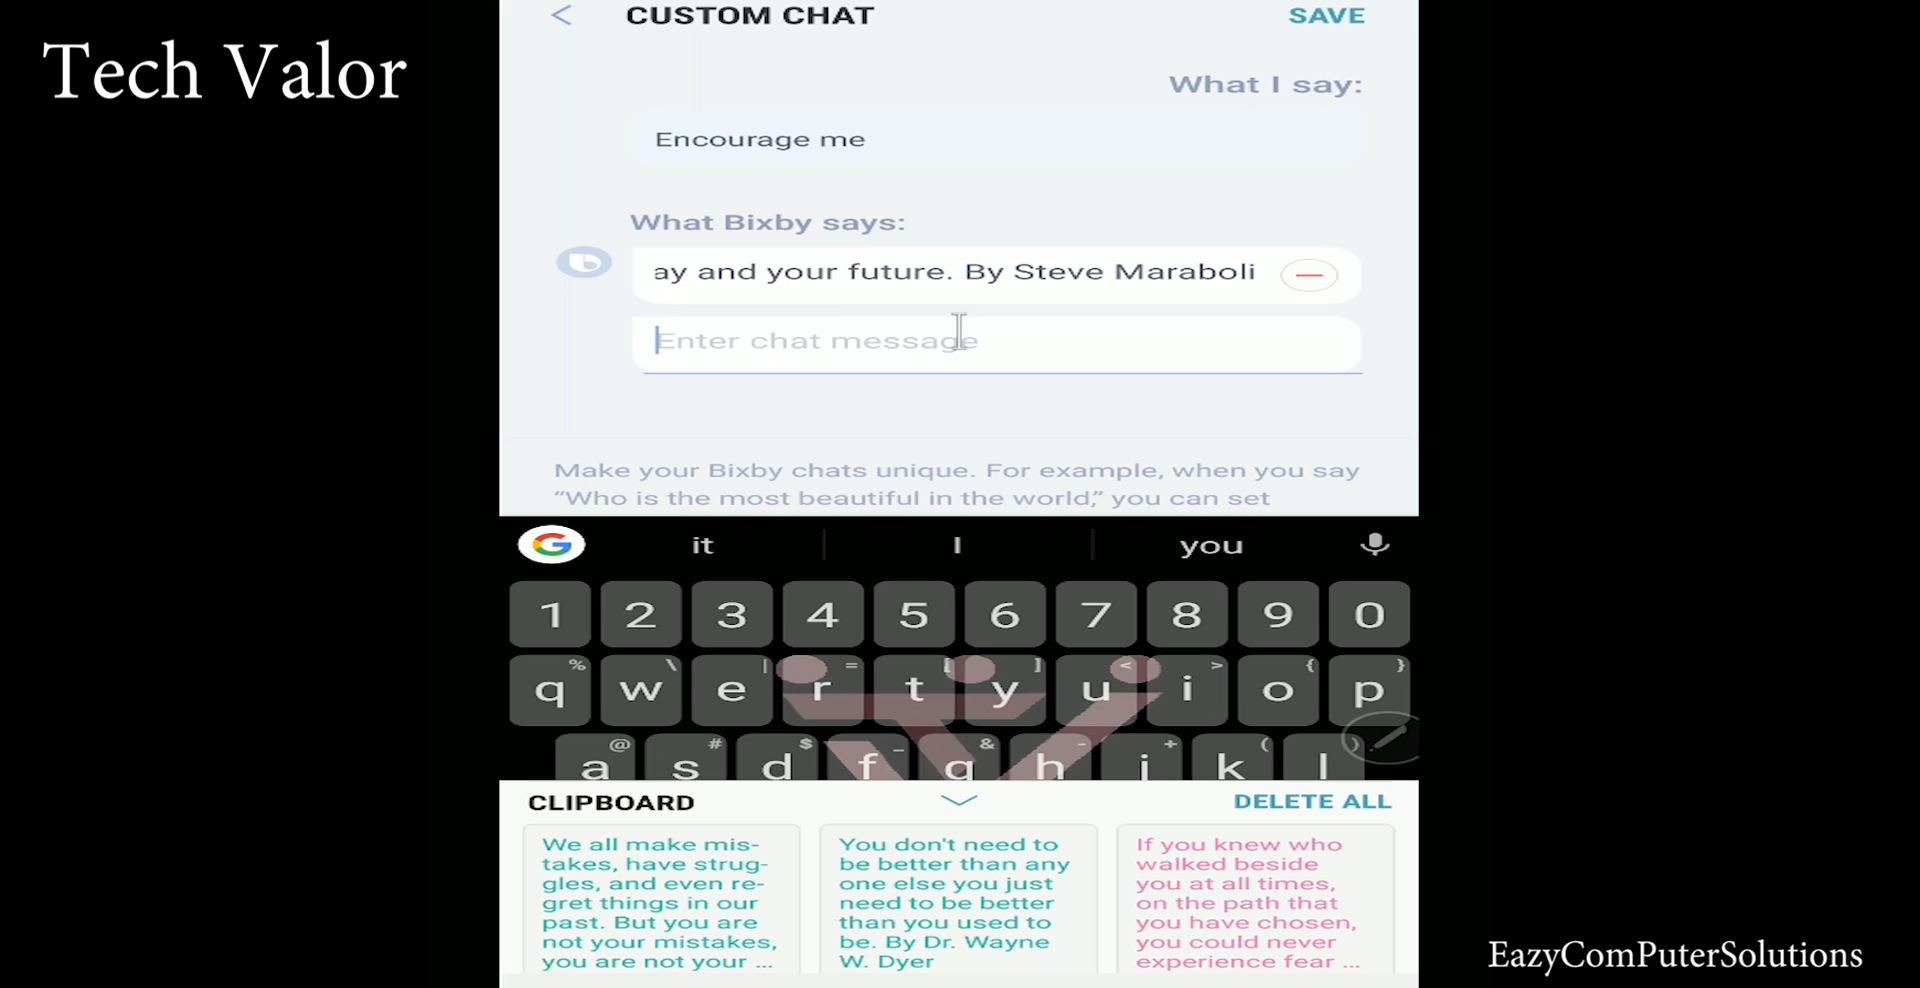 Tech Valor
CUSTOM CHAT
SAVE
What I say:
Encourage me
What Bixby says:
ay and your future. By Steve Maraboli
Enter chat message
Make your Bixby chats unique. For example, when you say
“Who is the most beautiful in the world,” you can set
G it I you
1 2 3 4 5 6 7 8 9 0
% \ | = [ ] < > { }
q w e r t y u i o p
@ # $ _ & - + ( )
a s d f g h j k l
CLIPBOARD
DELETE ALL
We all make mis-
takes, have strug-
gles, and even re-
gret things in our
past. But you are
not your mistakes,
you are not your ...
You don't need to
be better than any
one else you just
need to be better
than you used to
be. By Dr. Wayne
W. Dyer
If you knew who
walked beside
you at all times,
on the path that
you have chosen,
you could never
experience fear ...
EazyComPuterSolutions